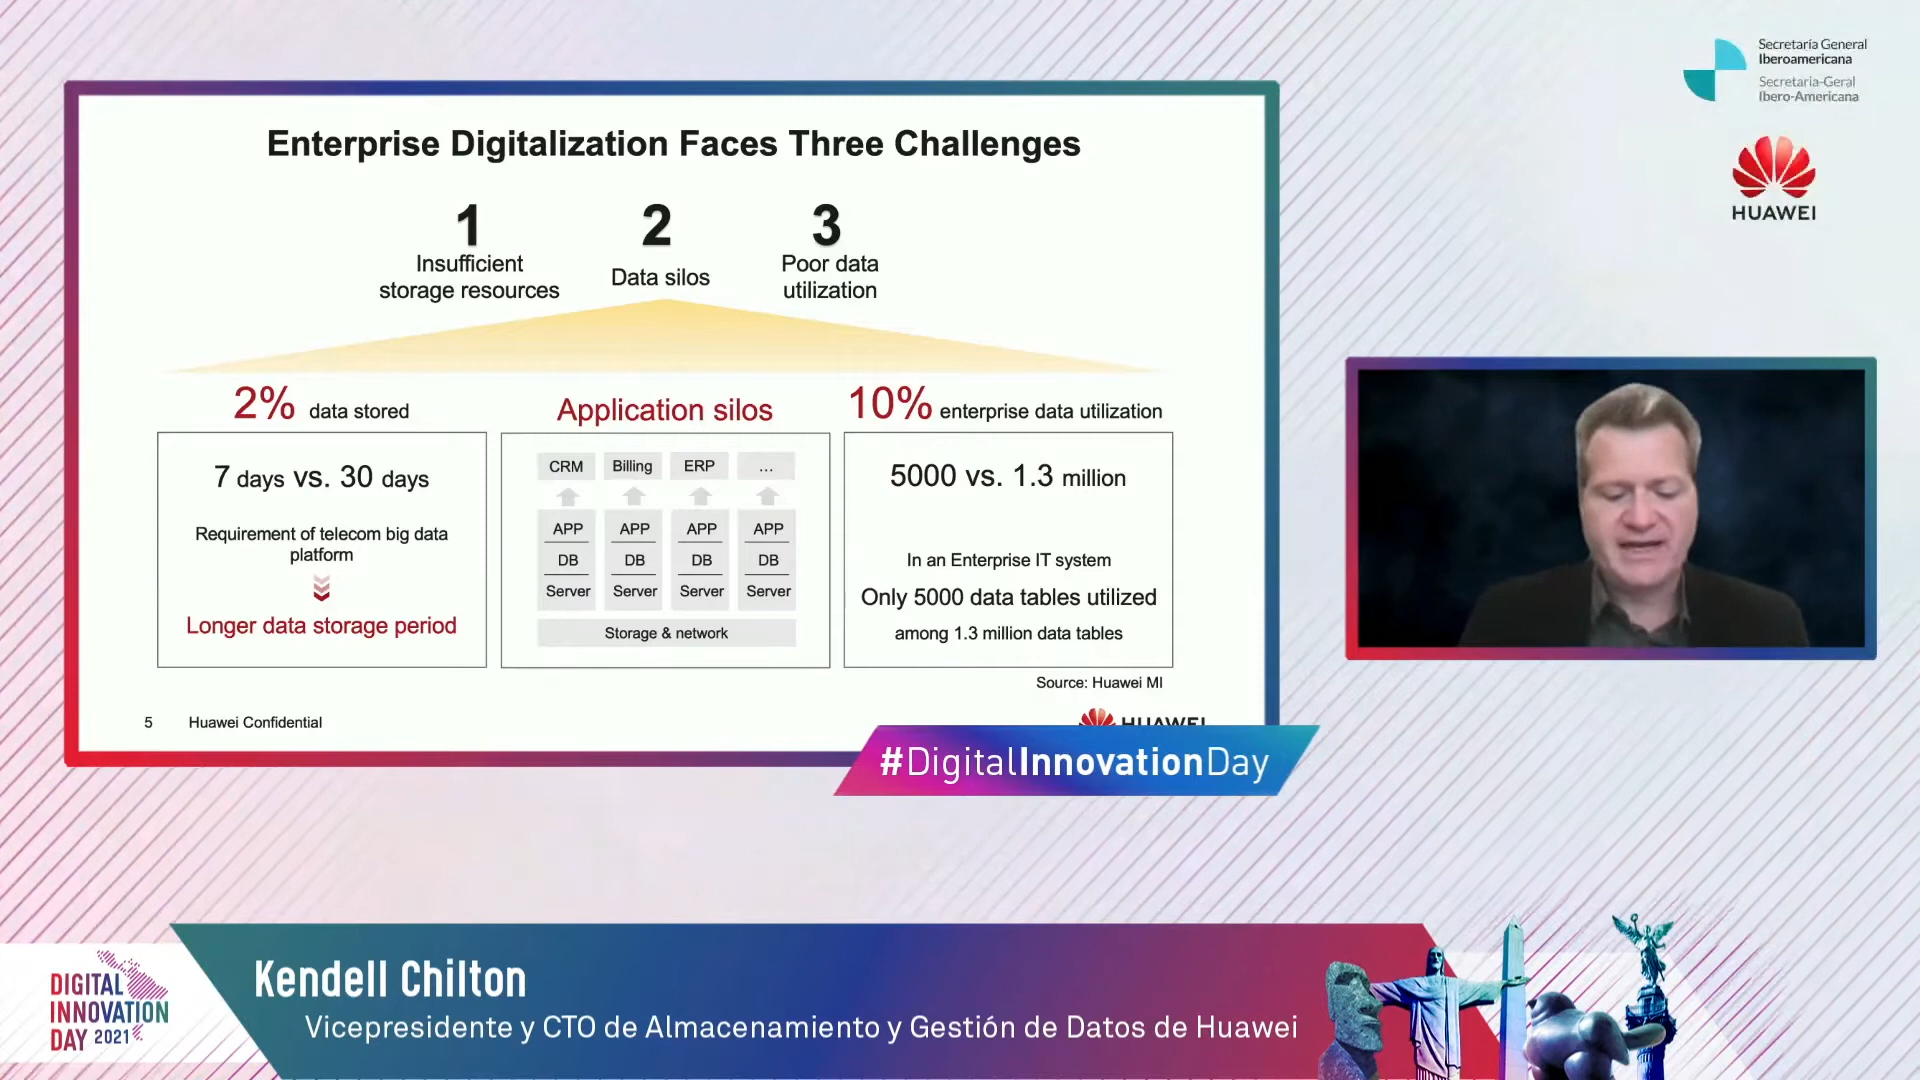 Secretaría General
Iberoamericana
Secretaria-Geral
Ibero-Americana
HUAWEI
Enterprise Digitalization Faces Three Challenges
1
Insufficient
storage resources
2
Data silos
3
Poor data
utilization
2% data stored
7 days vs. 30 days
Requirement of telecom big data
platform
Longer data storage period
Application silos
CRM Billing ERP ...
APP APP APP APP
DB DB DB DB
Server Server Server Server
Storage & network
10% enterprise data utilization
5000 vs. 1.3 million
In an Enterprise IT system
Only 5000 data tables utilized
among 1.3 million data tables
Source: Huawei MI
5 Huawei Confidential
HUAWEI
#DigitalInnovationDay
DIGITAL
INNOVATION
DAY 2021
Kendell Chilton
Vicepresidente y CTO de Almacenamiento y Gestión de Datos de Huawei